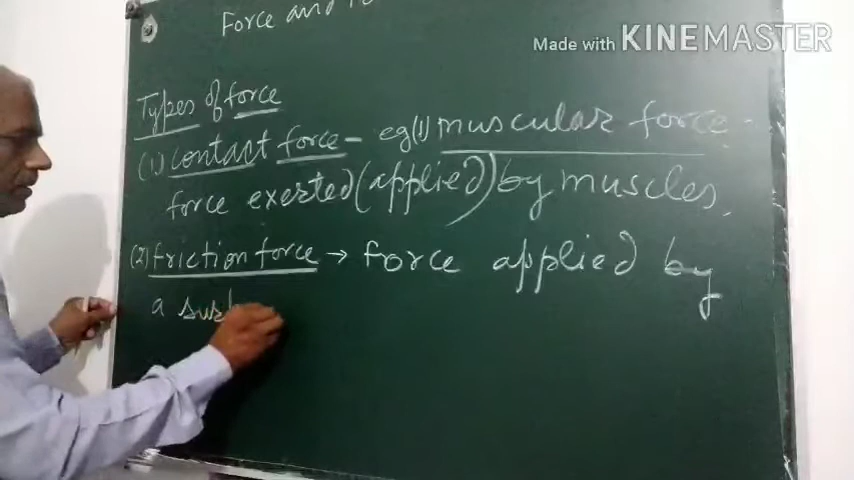 Force and
Made with KINEMASTER
Types of force
(1) contact force - eg(1) muscular force -
force exerted (applied) by muscles.
(2) friction force → force applied by
a